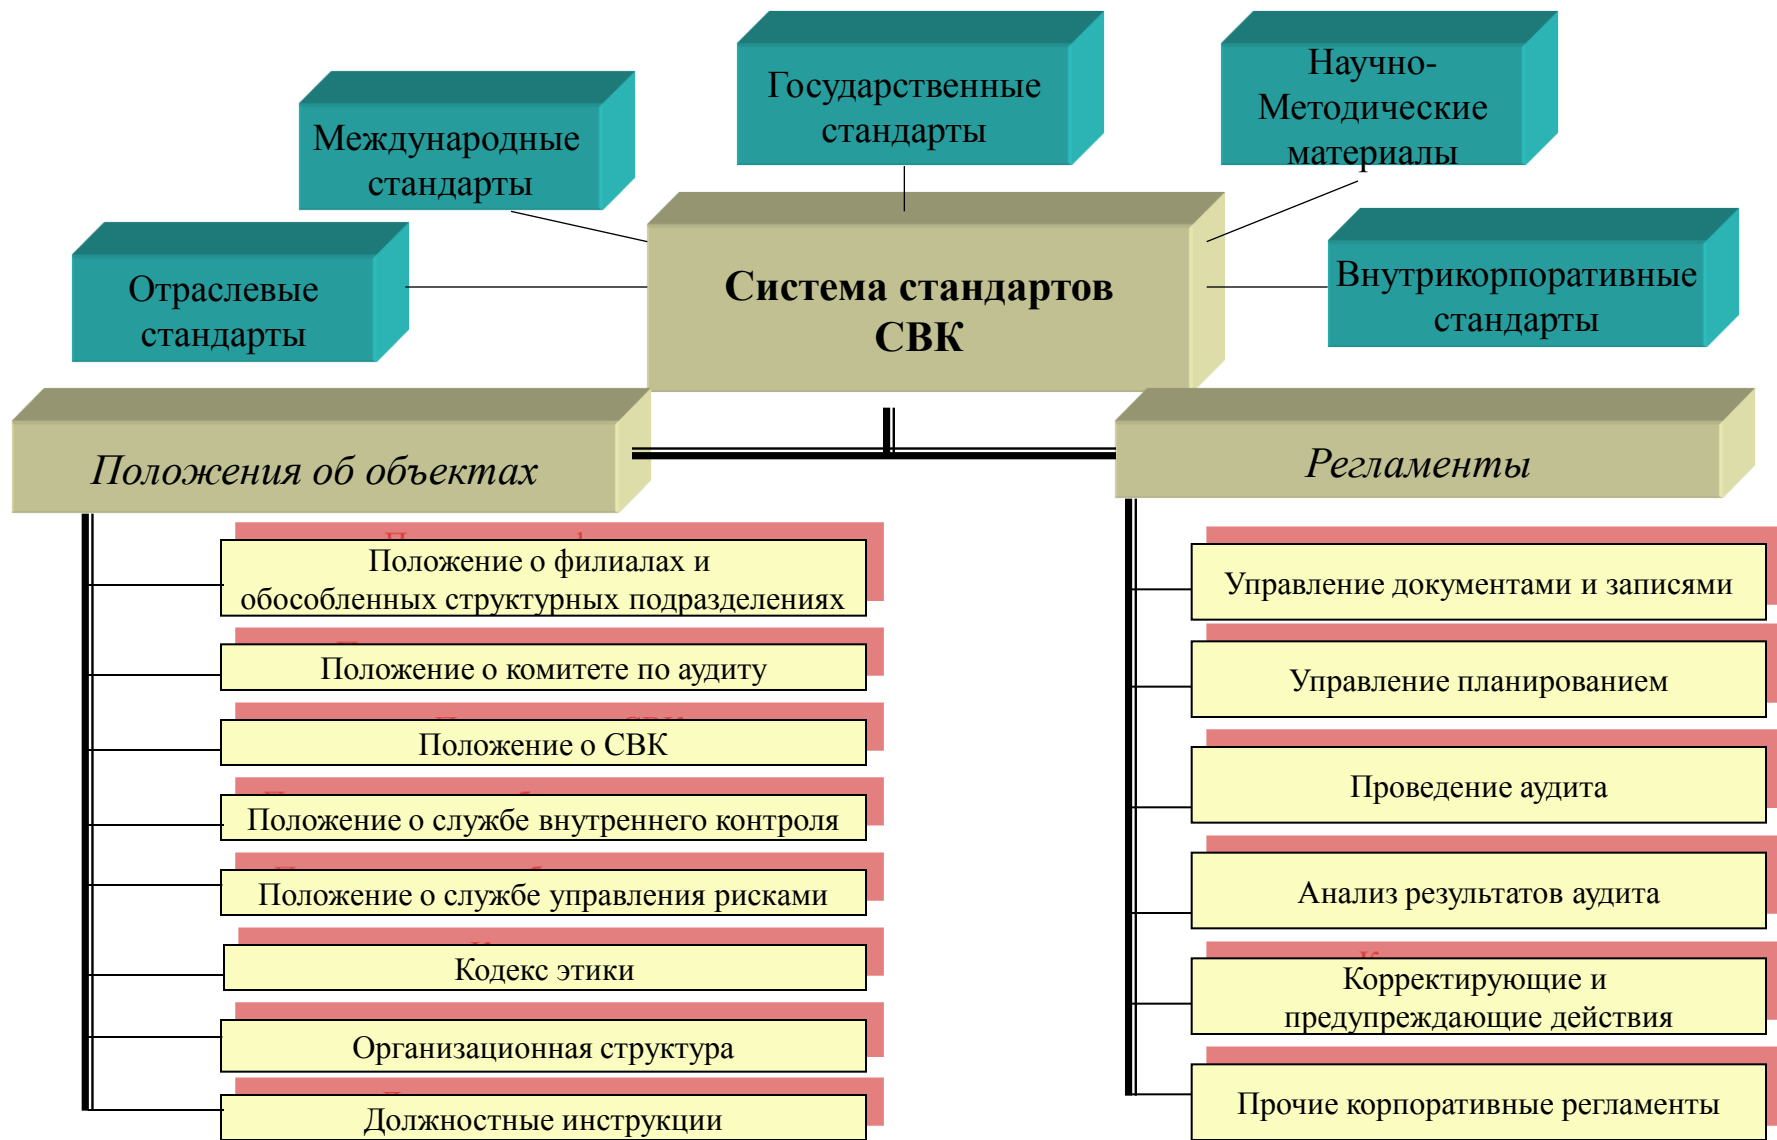 Государственные
стандарты
Научно-
Методические
материалы
Международные
стандарты
Отраслевые
стандарты
Система стандартов
СВК
Внутрикорпоративные
стандарты
Положения об объектах
Положение о филиалах и
обособленных структурных подразделениях
Положение о комитете по аудиту
Положение о СВК
Положение о службе внутреннего контроля
Положение о службе управления рисками
Кодекс этики
Организационная структура
Должностные инструкции
Регламенты
Управление документами и записями
Управление планированием
Проведение аудита
Анализ результатов аудита
Корректирующие и
предупреждающие действия
Прочие корпоративные регламенты